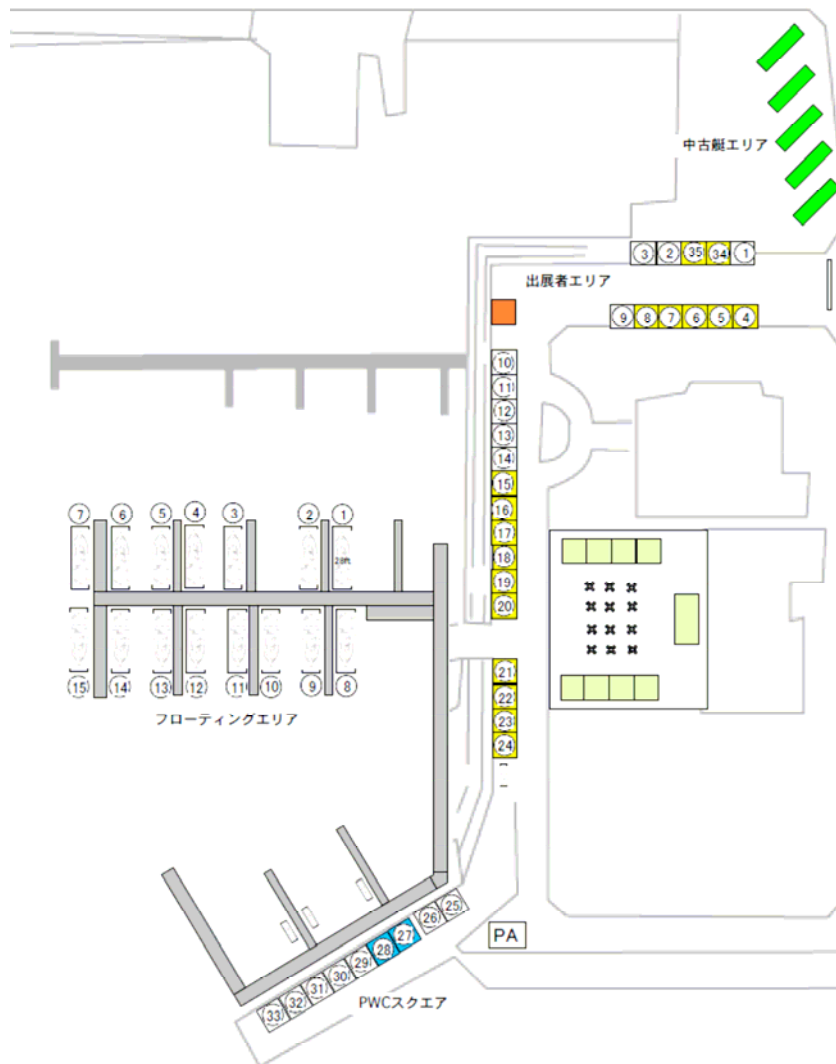 中古艇エリア
③ ② ㉟ ㉞ ①
出展者エリア
⑨ ⑧ ⑦ ⑥ ⑤ ④
⑩
⑪
⑫
⑬
⑭
⑮
⑯
⑰
⑱
⑲
⑳
⑦ ⑥ ⑤ ④ ③ ② ①
28ft
⑮ ⑭ ⑬ ⑫ ⑪ ⑩ ⑨ ⑧
フローティングエリア
㉑
㉒
㉓
㉔
PA
㉝ ㉜ ㉛ ㉚ ㉙ ㉘ ㉗ ㉖ ㉕
PWCスクエア